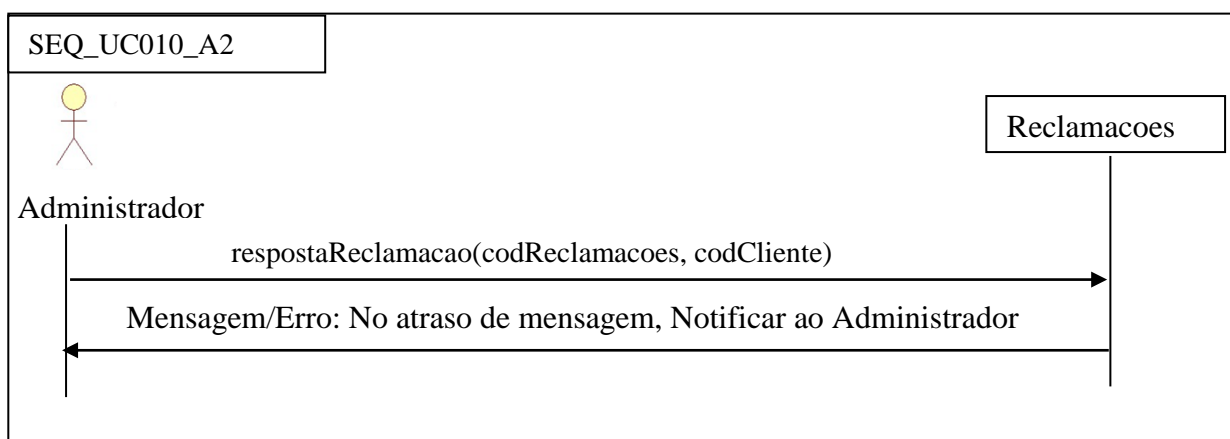 SEQ_UC010_A2
Reclamacoes
Administrador
respostaReclamacao(codReclamacoes, codCliente)
Mensagem/Erro: No atraso de mensagem, Notificar ao Administrador